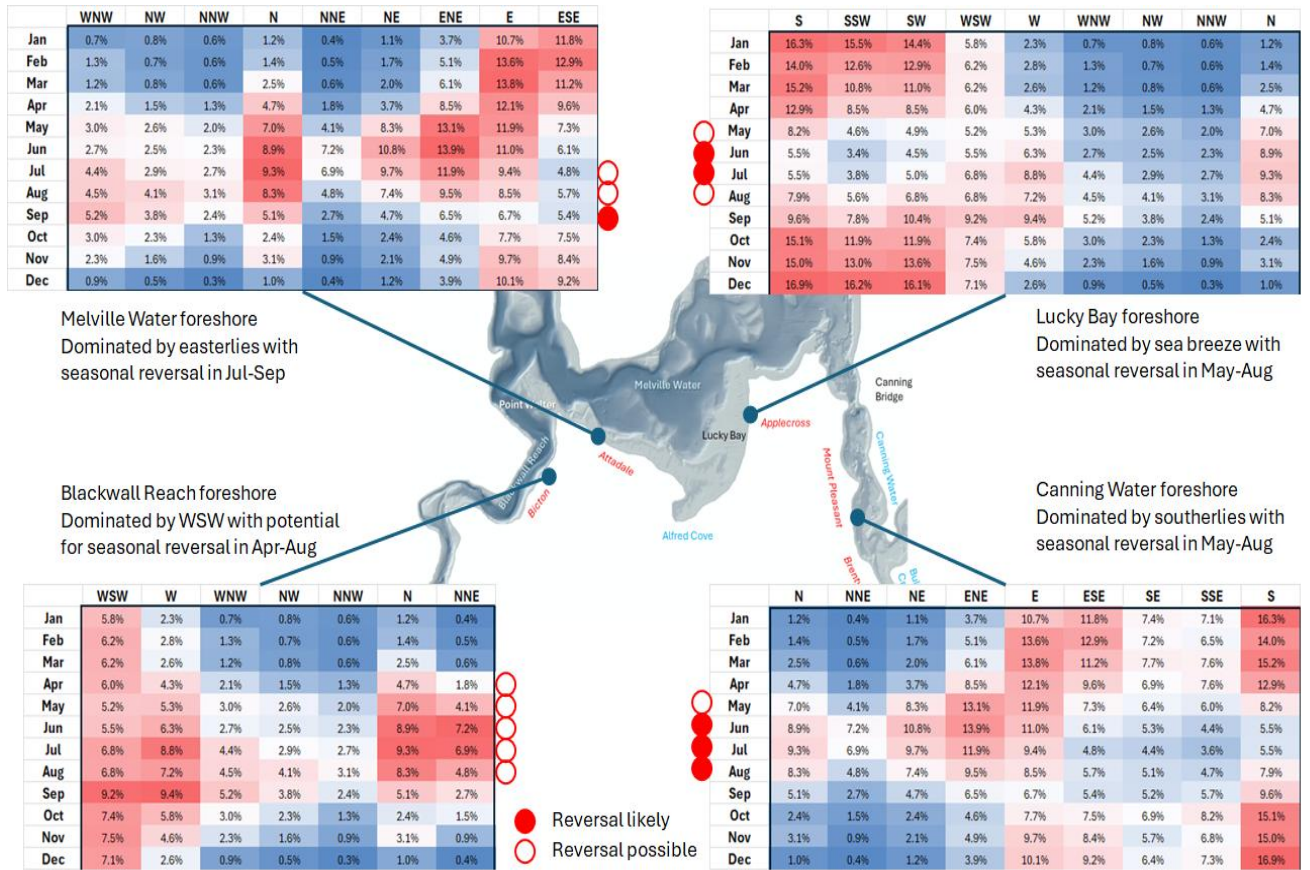 WNW NW NNW N NNE NE ENE E ESE
Jan 0.7% 0.8% 0.6% 1.2% 0.4% 1.1% 3.7% 10.7% 11.8%
Feb 1.3% 0.7% 0.6% 1.4% 0.5% 1.7% 5.1% 13.6% 12.9%
Mar 1.2% 0.8% 0.6% 2.5% 0.6% 2.0% 6.1% 13.8% 11.2%
Apr 2.1% 1.5% 1.3% 4.7% 1.8% 3.7% 8.5% 12.1% 9.6%
May 3.0% 2.6% 2.0% 7.0% 4.1% 8.3% 13.1% 11.9% 7.3%
Jun 2.7% 2.5% 2.3% 8.9% 7.2% 10.8% 13.9% 11.0% 6.1%
Jul 4.4% 2.9% 2.7% 9.3% 6.9% 9.7% 11.9% 9.4% 4.8%
Aug 4.5% 4.1% 3.1% 8.3% 4.8% 7.4% 9.5% 8.5% 5.7%
Sep 5.2% 3.8% 2.4% 5.1% 2.7% 4.7% 6.5% 6.7% 5.4%
Oct 3.0% 2.3% 1.3% 2.4% 1.5% 2.4% 4.6% 7.7% 7.5%
Nov 2.3% 1.6% 0.9% 3.1% 0.9% 2.1% 4.9% 9.7% 8.4%
Dec 0.9% 0.5% 0.3% 1.0% 0.4% 1.2% 3.9% 10.1% 9.2%
S SSW SW WSW W WNW NW NNW N
Jan 16.3% 15.5% 14.4% 5.8% 2.3% 0.7% 0.8% 0.6% 1.2%
Feb 14.0% 12.6% 12.9% 6.2% 2.8% 1.3% 0.7% 0.6% 1.4%
Mar 15.2% 10.8% 11.0% 6.2% 2.6% 1.2% 0.8% 0.6% 2.5%
Apr 12.9% 8.5% 8.5% 6.0% 4.3% 2.1% 1.5% 1.3% 4.7%
May 8.2% 4.6% 4.9% 5.2% 5.3% 3.0% 2.6% 2.0% 7.0%
Jun 5.5% 3.4% 4.5% 5.5% 6.3% 2.7% 2.5% 2.3% 8.9%
Jul 5.5% 3.8% 5.0% 6.8% 8.8% 4.4% 2.9% 2.7% 9.3%
Aug 7.9% 5.6% 6.8% 6.8% 7.2% 4.5% 4.1% 3.1% 8.3%
Sep 9.6% 7.8% 10.4% 9.2% 9.4% 5.2% 3.8% 2.4% 5.1%
Oct 15.1% 11.9% 11.9% 7.4% 5.8% 3.0% 2.3% 1.3% 2.4%
Nov 15.0% 13.0% 13.6% 7.5% 4.6% 2.3% 1.6% 0.9% 3.1%
Dec 16.9% 16.2% 16.1% 7.1% 2.6% 0.9% 0.5% 0.3% 1.0%
Melville Water foreshore
Dominated by easterlies with
seasonal reversal in Jul-Sep
Lucky Bay foreshore
Dominated by sea breeze with
seasonal reversal in May-Aug
Melville Water
Point Walter
Canning
Bridge
Lucky Bay
Applecross
Attadale
Blackwall Reach
Bicton
Alfred Cove
Mount Pleasant
Canning Water
Blackwall Reach foreshore
Dominated by WSW with potential
for seasonal reversal in Apr-Aug
Canning Water foreshore
Dominated by southerlies with
seasonal reversal in May-Aug
WSW W WNW NW NNW N NNE
Jan 5.8% 2.3% 0.7% 0.8% 0.6% 1.2% 0.4%
Feb 6.2% 2.8% 1.3% 0.7% 0.6% 1.4% 0.5%
Mar 6.2% 2.6% 1.2% 0.8% 0.6% 2.5% 0.6%
Apr 6.0% 4.3% 2.1% 1.5% 1.3% 4.7% 1.8%
May 5.2% 5.3% 3.0% 2.6% 2.0% 7.0% 4.1%
Jun 5.5% 6.3% 2.7% 2.5% 2.3% 8.9% 7.2%
Jul 6.8% 8.8% 4.4% 2.9% 2.7% 9.3% 6.9%
Aug 6.8% 7.2% 4.5% 4.1% 3.1% 8.3% 4.8%
Sep 9.2% 9.4% 5.2% 3.8% 2.4% 5.1% 2.7%
Oct 7.4% 5.8% 3.0% 2.3% 1.3% 2.4% 1.5%
Nov 7.5% 4.6% 2.3% 1.6% 0.9% 3.1% 0.9%
Dec 7.1% 2.6% 0.9% 0.5% 0.3% 1.0% 0.4%
Reversal likely
Reversal possible
N NNE NE ENE E ESE SE SSE S
Jan 1.2% 0.4% 1.1% 3.7% 10.7% 11.8% 7.4% 7.1% 16.3%
Feb 1.4% 0.5% 1.7% 5.1% 13.6% 12.9% 7.2% 6.5% 14.0%
Mar 2.5% 0.6% 2.0% 6.1% 13.8% 11.2% 7.7% 7.6% 15.2%
Apr 4.7% 1.8% 3.7% 8.5% 12.1% 9.6% 6.9% 7.6% 12.9%
May 7.0% 4.1% 8.3% 13.1% 11.9% 7.3% 6.4% 6.0% 8.2%
Jun 8.9% 7.2% 10.8% 13.9% 11.0% 6.1% 5.3% 4.4% 5.5%
Jul 9.3% 6.9% 9.7% 11.9% 9.4% 4.8% 4.4% 3.6% 5.5%
Aug 8.3% 4.8% 7.4% 9.5% 8.5% 5.7% 5.1% 4.7% 7.9%
Sep 5.1% 2.7% 4.7% 6.5% 6.7% 5.4% 5.2% 5.7% 9.6%
Oct 2.4% 1.5% 2.4% 4.6% 7.7% 7.5% 6.9% 8.2% 15.1%
Nov 3.1% 0.9% 2.1% 4.9% 9.7% 8.4% 5.7% 6.8% 15.0%
Dec 1.0% 0.4% 1.2% 3.9% 10.1% 9.2% 6.4% 7.3% 16.9%